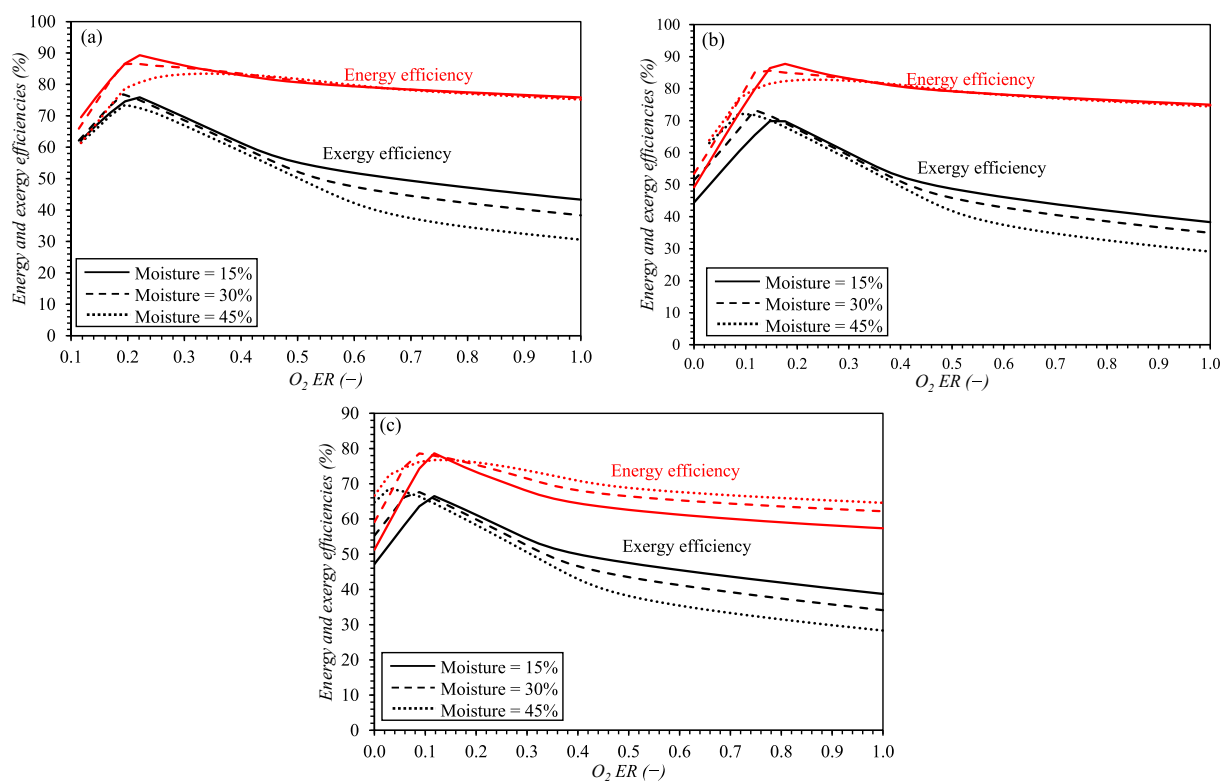 (a)
Energy and exergy efficiencies (%)
100
90
80
70
60
50
40
30
20
10
0
Energy efficiency
Exergy efficiency
Moisture = 15%
Moisture = 30%
Moisture = 45%
0.1 0.2 0.3 0.4 0.5 0.6 0.7 0.8 0.9 1.0
O₂ ER (−)
(b)
Energy and exergy efficiencies (%)
100
90
80
70
60
50
40
30
20
10
0
Energy efficiency
Exergy efficiency
Moisture = 15%
Moisture = 30%
Moisture = 45%
0.0 0.1 0.2 0.3 0.4 0.5 0.6 0.7 0.8 0.9 1.0
O₂ ER (−)
(c)
Energy and exergy effuciencies (%)
90
80
70
60
50
40
30
20
10
0
Energy efficiency
Exergy efficiency
Moisture = 15%
Moisture = 30%
Moisture = 45%
0.0 0.1 0.2 0.3 0.4 0.5 0.6 0.7 0.8 0.9 1.0
O₂ ER (−)